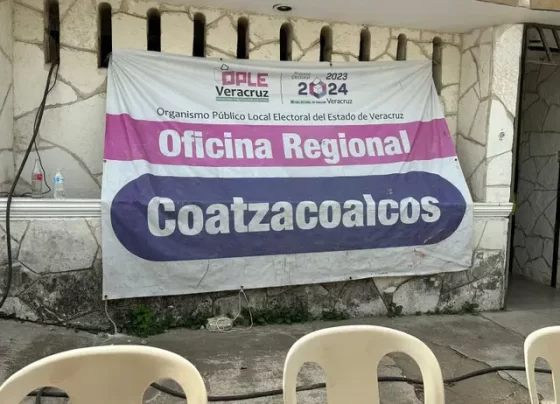 OPLE
Veracruz
2023
2024
Veracruz
Organismo Público Local Electoral del Estado de Veracruz
Oficina Regional
Coatzacoalcos